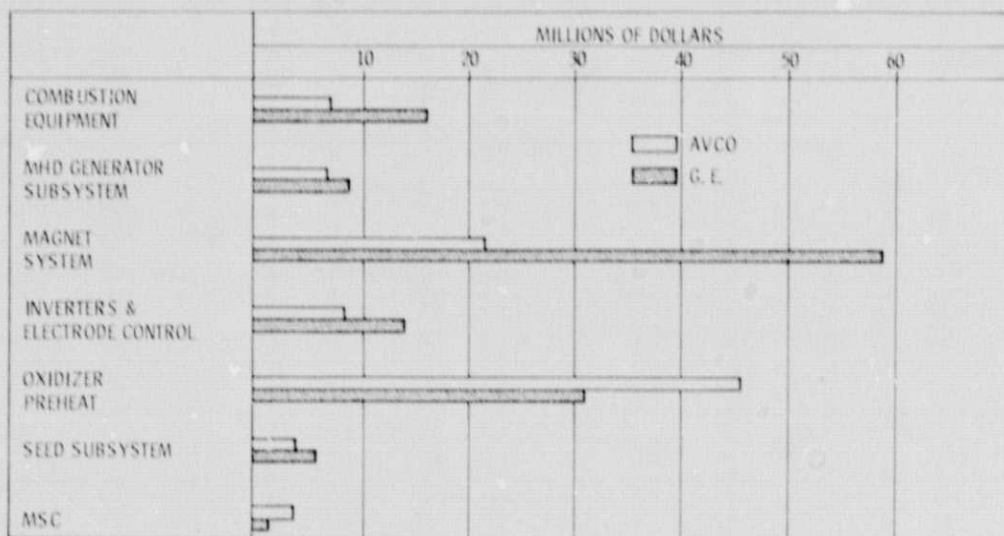 MILLIONS OF DOLLARS
10 20 30 40 50 60
COMBUSTION
EQUIPMENT
AVCO
MHD GENERATOR
SUBSYSTEM
G. E.
MAGNET
SYSTEM
INVERTERS &
ELECTRODE CONTROL
OXIDIZER
PREHEAT
SEED SUBSYSTEM
MSC